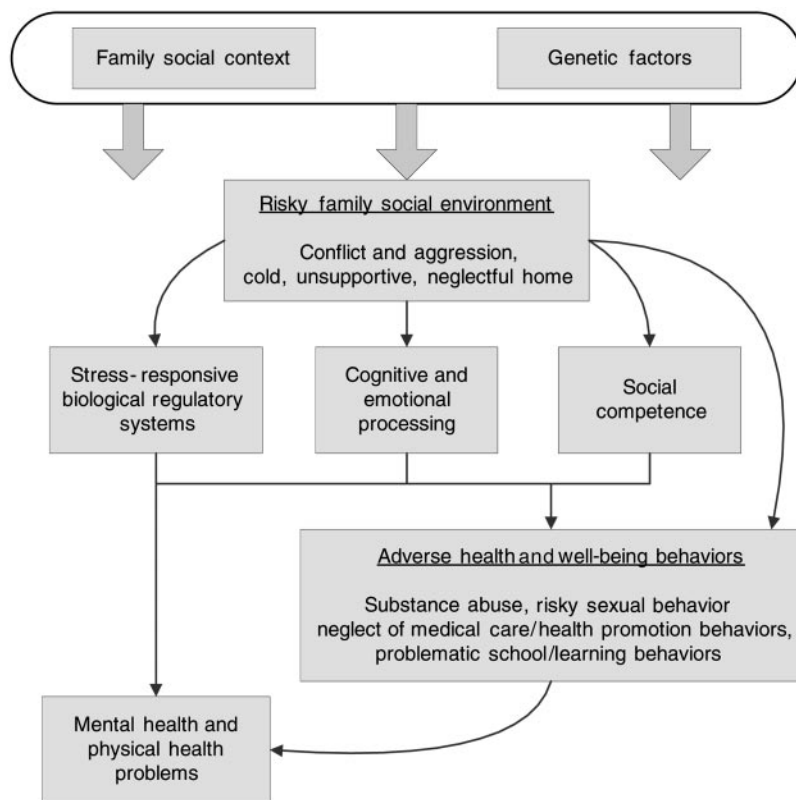 Family social context
Genetic factors
Risky family social environment
Conflict and aggression,
cold, unsupportive, neglectful home
Stress-responsive
biological regulatory
systems
Cognitive and
emotional
processing
Social
competence
Adverse health and well-being behaviors
Substance abuse, risky sexual behavior
neglect of medical care/health promotion behaviors,
problematic school/learning behaviors
Mental health and
physical health
problems